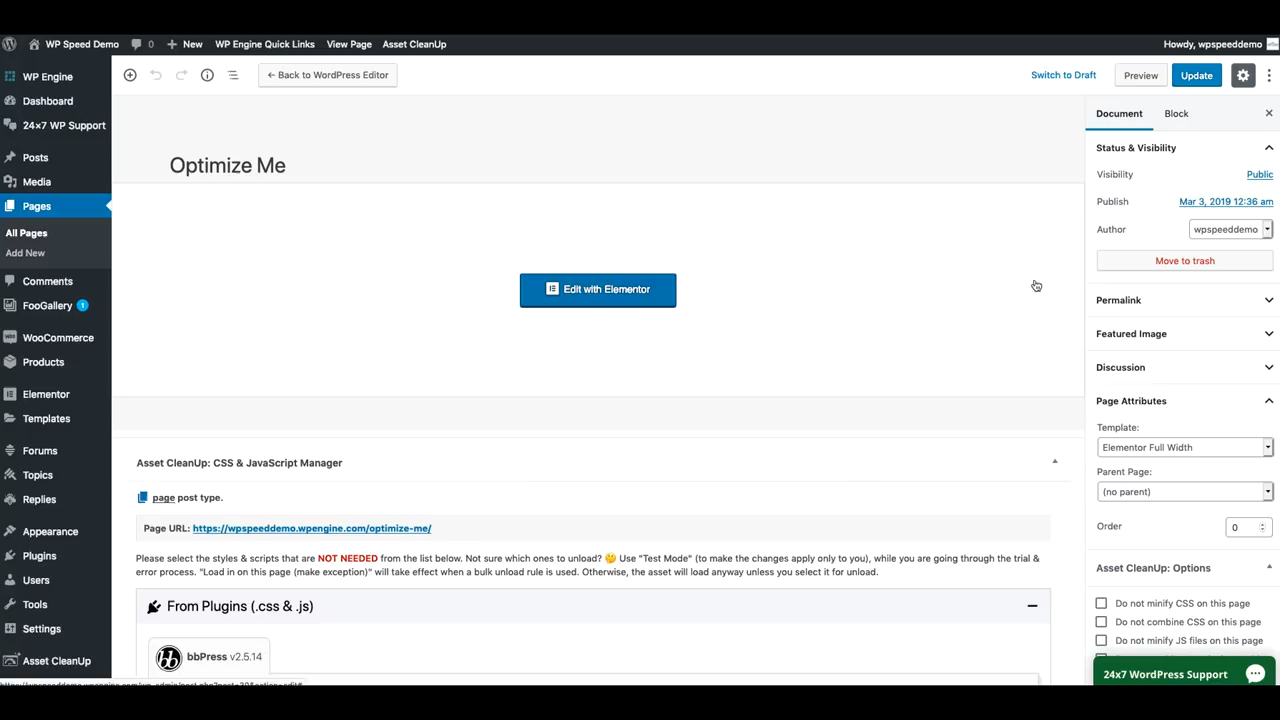 WP Speed Demo 0 New WP Engine Quick Links View Page Asset CleanUp Howdy, wpspeeddemo
WP Engine
Dashboard
24×7 WP Support
Posts
Media
Pages
All Pages
Add New
Comments
FooGallery 1
WooCommerce
Products
Elementor
Templates
Forums
Topics
Replies
Appearance
Plugins
Users
Tools
Settings
Asset CleanUp
← Back to WordPress Editor
Switch to Draft Preview Update
Optimize Me
Edit with Elementor
Asset CleanUp: CSS & JavaScript Manager
page post type.
Page URL: https://wpspeeddemo.wpengine.com/optimize-me/
Please select the styles & scripts that are NOT NEEDED from the list below. Not sure which ones to unload? 🤔 Use "Test Mode" (to make the changes apply only to you), while you are going through the trial &
error process. "Load in on this page (make exception)" will take effect when a bulk unload rule is used. Otherwise, the asset will load anyway unless you select it for unload.
From Plugins (.css & .js)
bb bbPress v2.5.14
Document Block
Status & Visibility
Visibility Public
Publish Mar 3, 2019 12:36 am
Author wpspeeddemo
Move to trash
Permalink
Featured Image
Discussion
Page Attributes
Template:
Elementor Full Width
Parent Page:
(no parent)
Order 0
Asset CleanUp: Options
Do not minify CSS on this page
Do not combine CSS on this page
Do not minify JS files on this page
24x7 WordPress Support